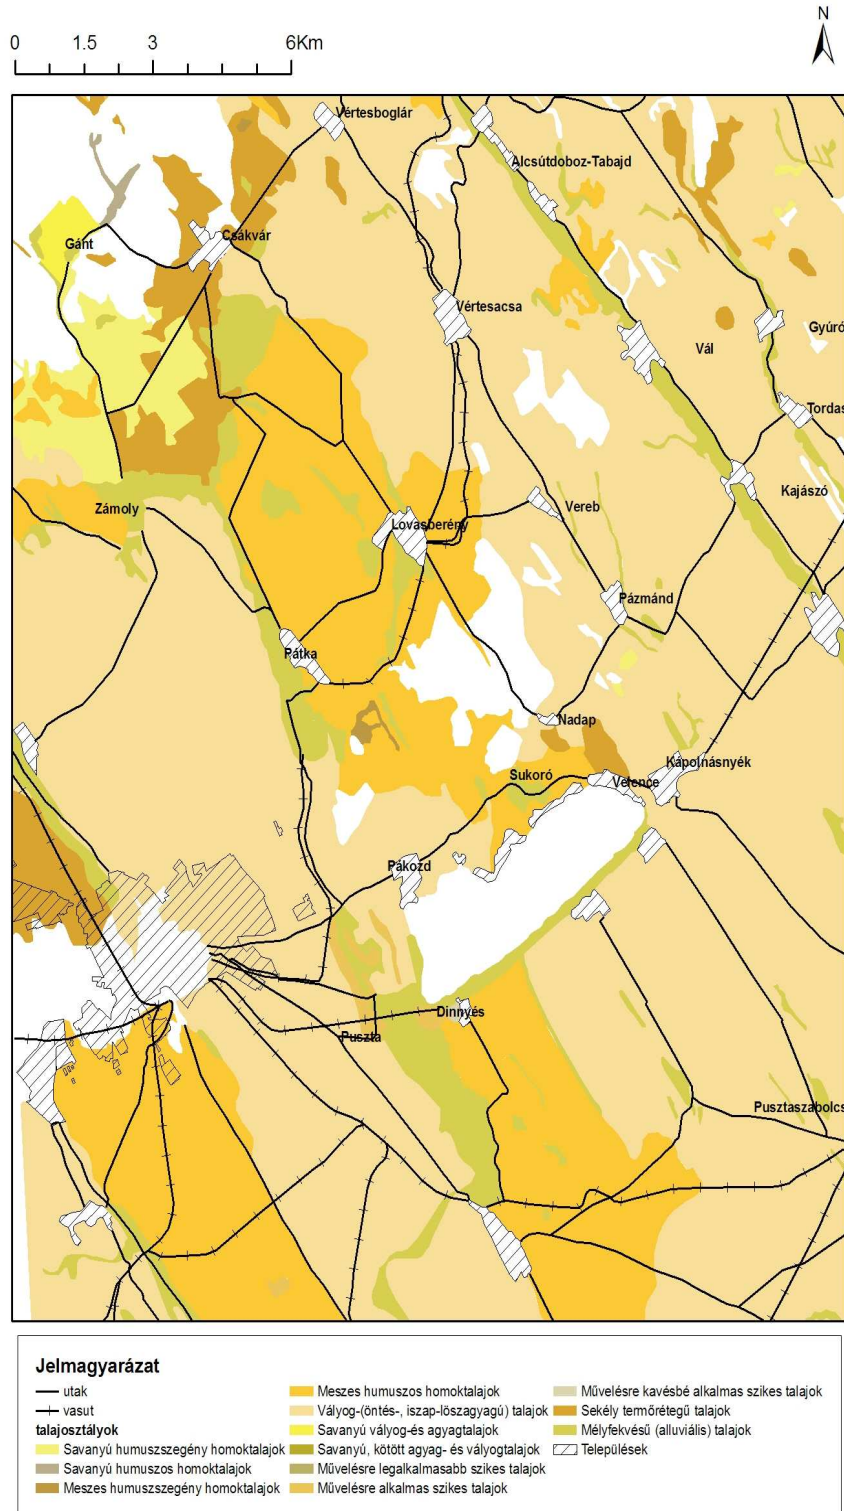 N
0 1.5 3 6Km
Vértesboglár
Alcsútdoboz-Tabajd
Csákvár
Gánt
Vértesacsa
Gyúró
Vál
Tordas
Kajászó
Zámoly
Vereb
Lovasberény
Pázmánd
Pátka
Nadap
Kápolnásnyék
Sukoró
Velence
Pákozd
Dinnyés
Puszta
Pusztaszabolcs
Jelmagyarázat
utak
vasut
talajosztályok
Savanyú humuszszegény homoktalajok
Savanyú humuszos homoktalajok
Meszes humuszszegény homoktalajok
Meszes humuszos homoktalajok
Vályog-(öntés-, iszap-löszagyagú) talajok
Savanyú vályog-és agyagtalajok
Savanyú, kötött agyag- és vályogtalajok
Művelésre legalkalmasabb szikes talajok
Művelésre alkalmas szikes talajok
Művelésre kavésbé alkalmas szikes talajok
Sekély termőrétegű talajok
Mélyfekvésű (alluviális) talajok
Települések